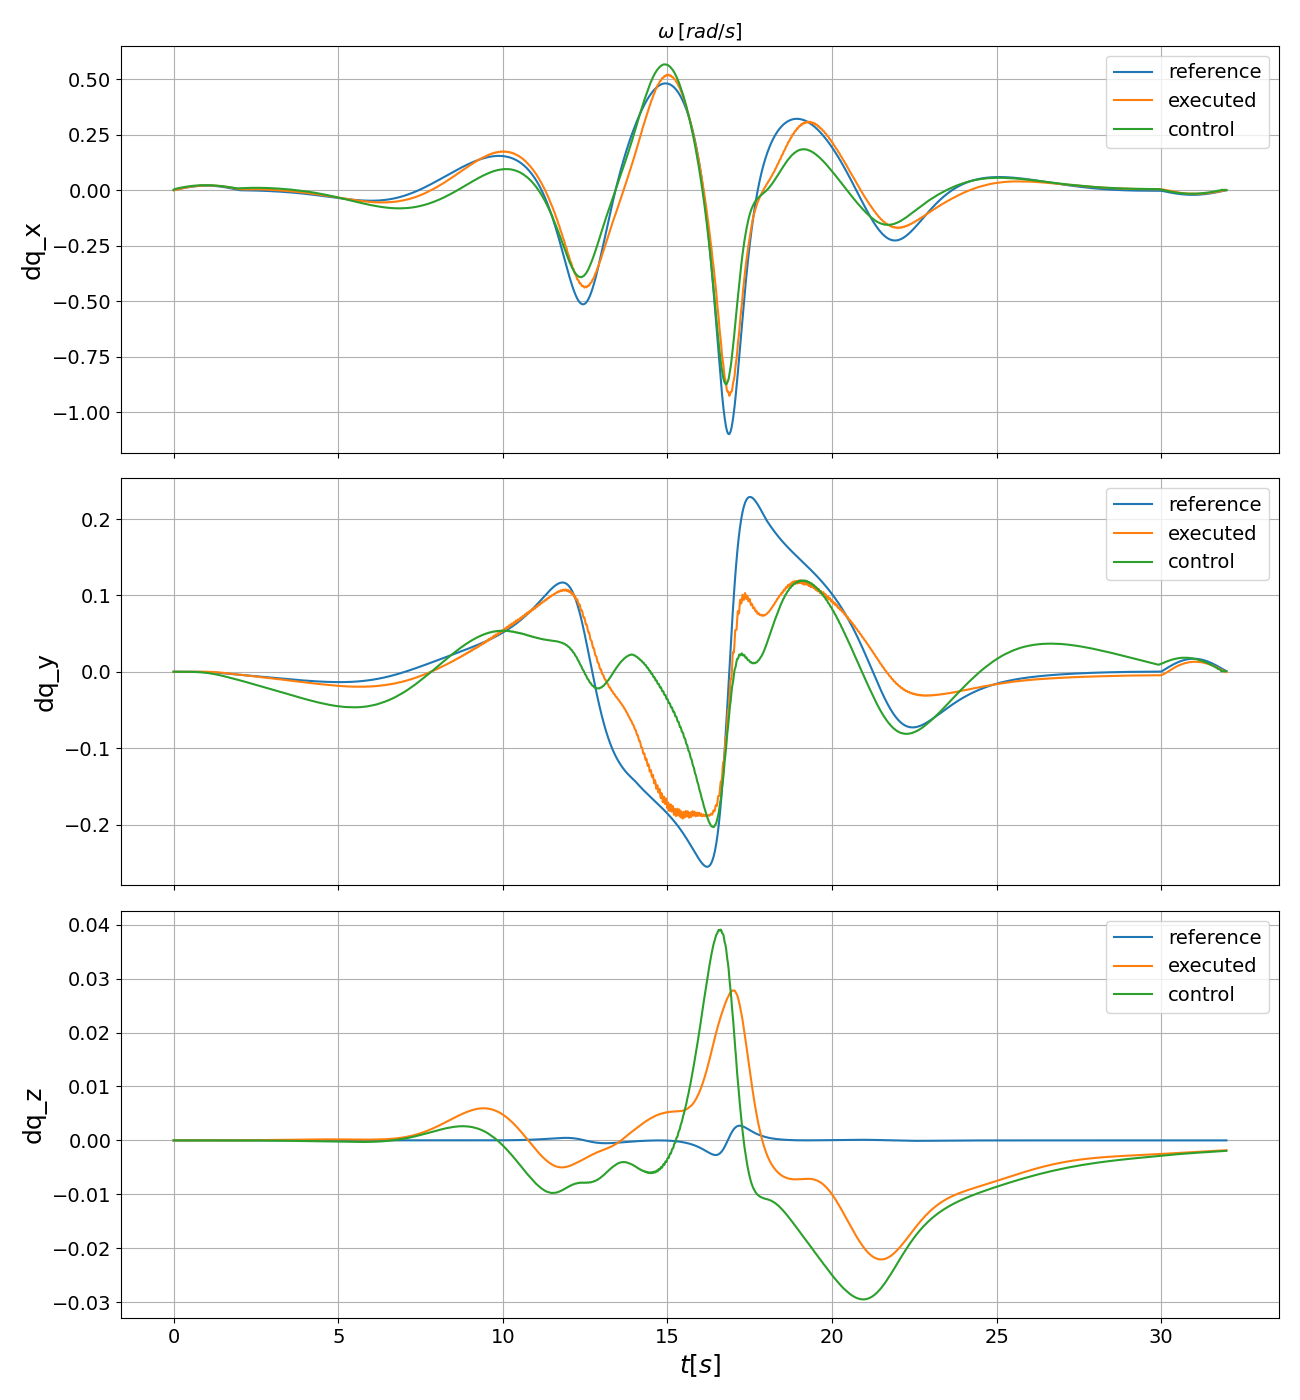 ω [rad/s]
0.50
0.25
0.00
−0.25
−0.50
−0.75
−1.00
dq_x
reference
executed
control
0.2
0.1
0.0
−0.1
−0.2
dq_y
reference
executed
control
0.04
0.03
0.02
0.01
0.00
−0.01
−0.02
−0.03
dq_z
reference
executed
control
0 5 10 15 20 25 30
t[s]